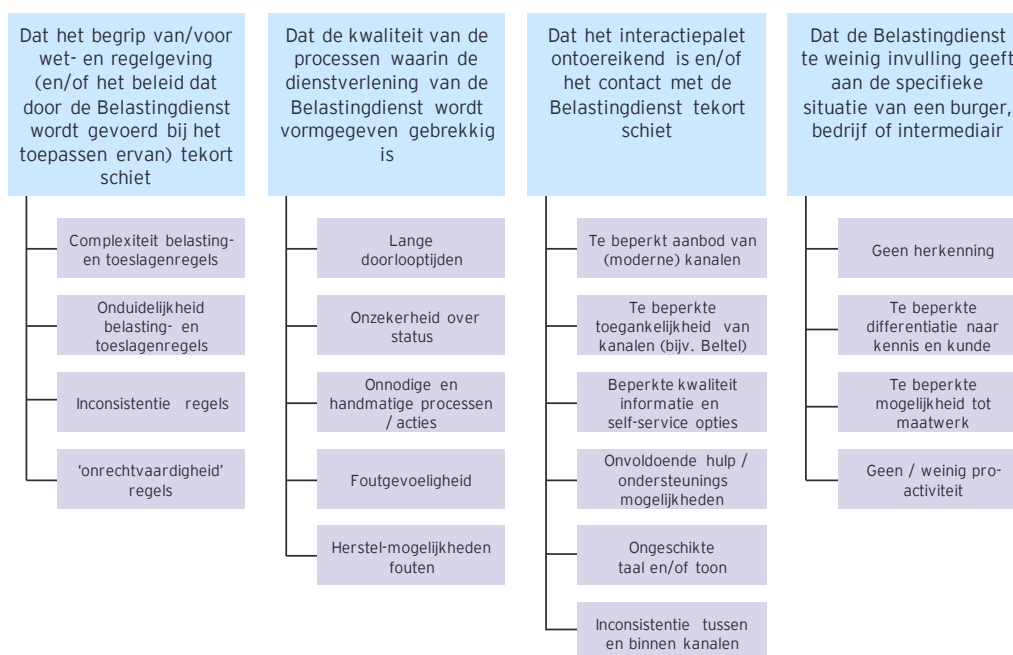 Dat het begrip van/voor
wet- en regelgeving
(en/of het beleid dat
door de Belastingdienst
wordt gevoerd bij het
toepassen ervan) tekort
schiet
Complexiteit belasting-
en toeslagenregels
Onduidelijkheid
belasting- en
toeslagenregels
Inconsistentie regels
‘onrechtvaardigheid’
regels
Dat de kwaliteit van de
processen waarin de
dienstverlening van de
Belastingdienst wordt
vormgegeven gebrekkig
is
Lange
doorlooptijden
Onzekerheid over
status
Onnodige en
handmatige processen
/ acties
Foutgevoeligheid
Herstel-mogelijkheden
fouten
Dat het interactiepalet
ontoereikend is en/of
het contact met de
Belastingdienst tekort
schiet
Te beperkt aanbod van
(moderne) kanalen
Te beperkte
toegankelijkheid van
kanalen (bijv. Beltel)
Beperkte kwaliteit
informatie en
self-service opties
Onvoldoende hulp /
ondersteunings
mogelijkheden
Ongeschikte
taal en/of toon
Inconsistentie tussen
en binnen kanalen
Dat de Belastingdienst
te weinig invulling geeft
aan de specifieke
situatie van een burger,
bedrijf of intermediair
Geen herkenning
Te beperkte
differentiatie naar
kennis en kunde
Te beperkte
mogelijkheid tot
maatwerk
Geen / weinig pro-
activiteit